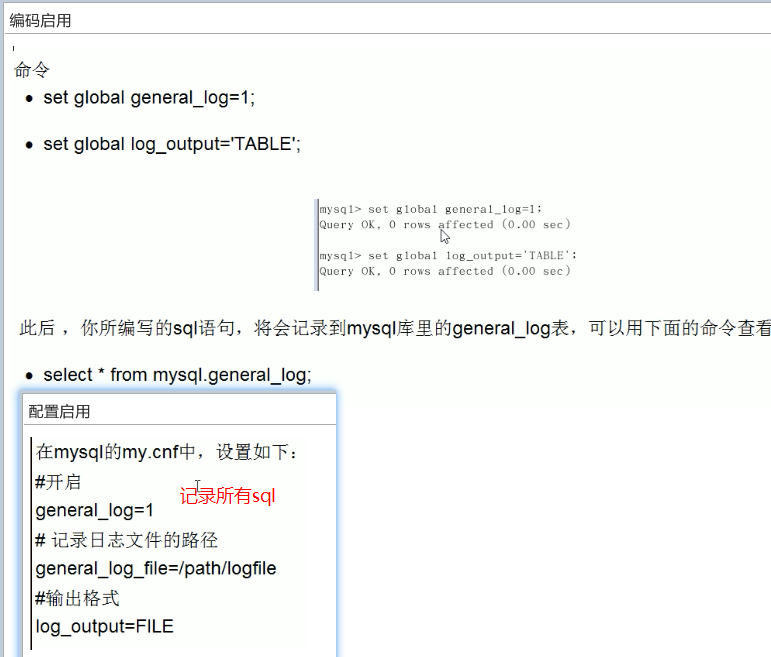 编码启用
命令
● set global general_log=1;
● set global log_output='TABLE';
mysql> set global general_log=1;
Query OK, 0 rows affected (0.00 sec)
mysql> set global log_output='TABLE';
Query OK, 0 rows affected (0.00 sec)
此后 ，你所编写的sql语句，将会记录到mysql库里的general_log表，可以用下面的命令查看
● select * from mysql.general_log;
配置启用
在mysql的my.cnf中，设置如下：
#开启
记录所有sql
general_log=1
# 记录日志文件的路径
general_log_file=/path/logfile
#输出格式
log_output=FILE